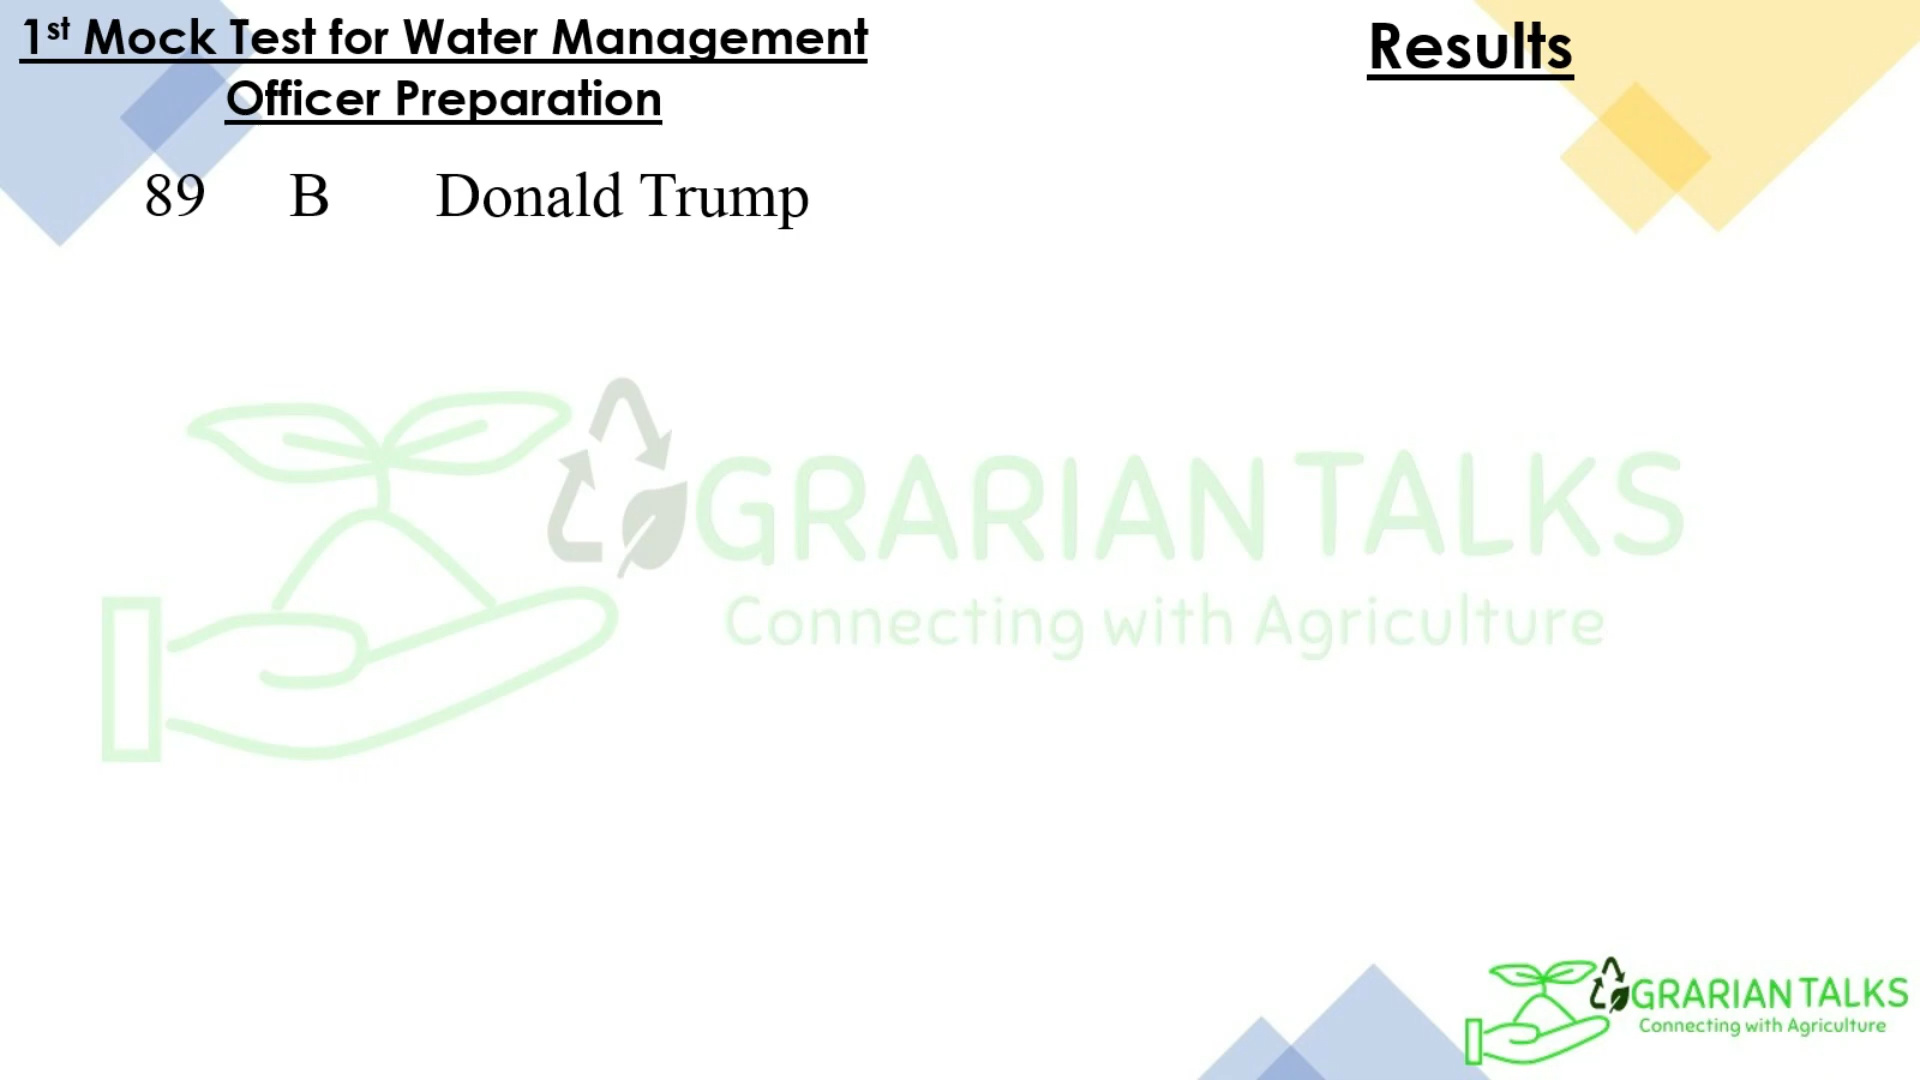 1st Mock Test for Water Management
Officer Preparation
Results
89 B Donald Trump
GRARIAN TALKS
Connecting with Agriculture
GRARIAN TALKS
Connecting with Agriculture